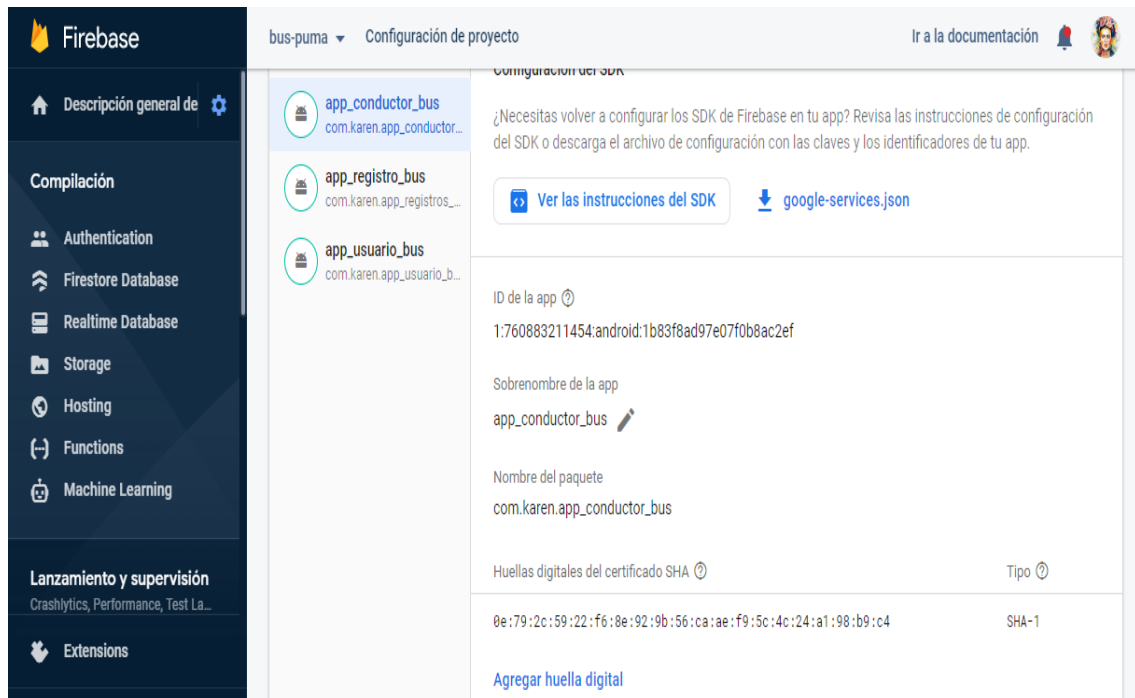 Firebase
Descripción general de
Compilación
Authentication
Firestore Database
Realtime Database
Storage
Hosting
Functions
Machine Learning
Lanzamiento y supervisión
Crashlytics, Performance, Test La...
Extensions
bus-puma
Configuración de proyecto
Ir a la documentación
app_conductor_bus
com.karen.app_conductor...
app_registro_bus
com.karen.app_registros_...
app_usuario_bus
com.karen.app_usuario_b...
Configuración del SDK
¿Necesitas volver a configurar los SDK de Firebase en tu app? Revisa las instrucciones de configuración
del SDK o descarga el archivo de configuración con las claves y los identificadores de tu app.
Ver las instrucciones del SDK
google-services.json
ID de la app
1:760883211454:android:1b83f8ad97e07f0b8ac2ef
Sobrenombre de la app
app_conductor_bus
Nombre del paquete
com.karen.app_conductor_bus
Huellas digitales del certificado SHA
Tipo
0e:79:2c:59:22:f6:8e:92:9b:56:ca:ae:f9:5c:4c:24:a1:98:b9:c4
SHA-1
Agregar huella digital